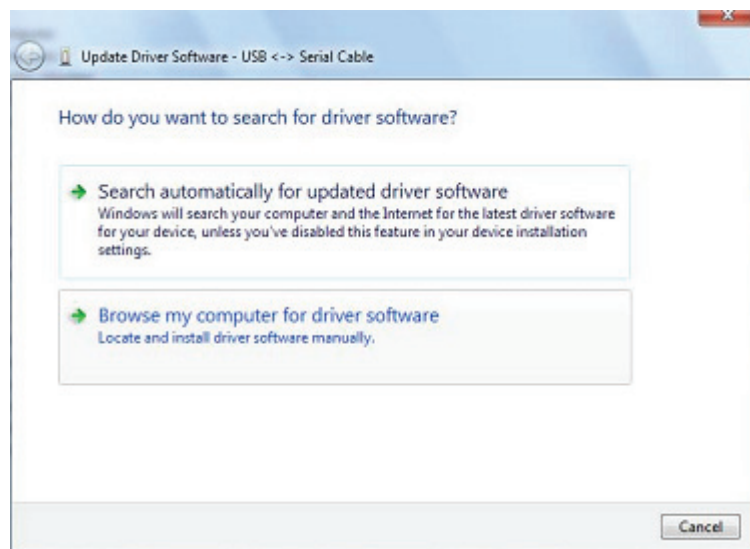 Update Driver Software - USB <-> Serial Cable
How do you want to search for driver software?
Search automatically for updated driver software
Windows will search your computer and the Internet for the latest driver software
for your device, unless you've disabled this feature in your device installation
settings.
Browse my computer for driver software
Locate and install driver software manually.
Cancel